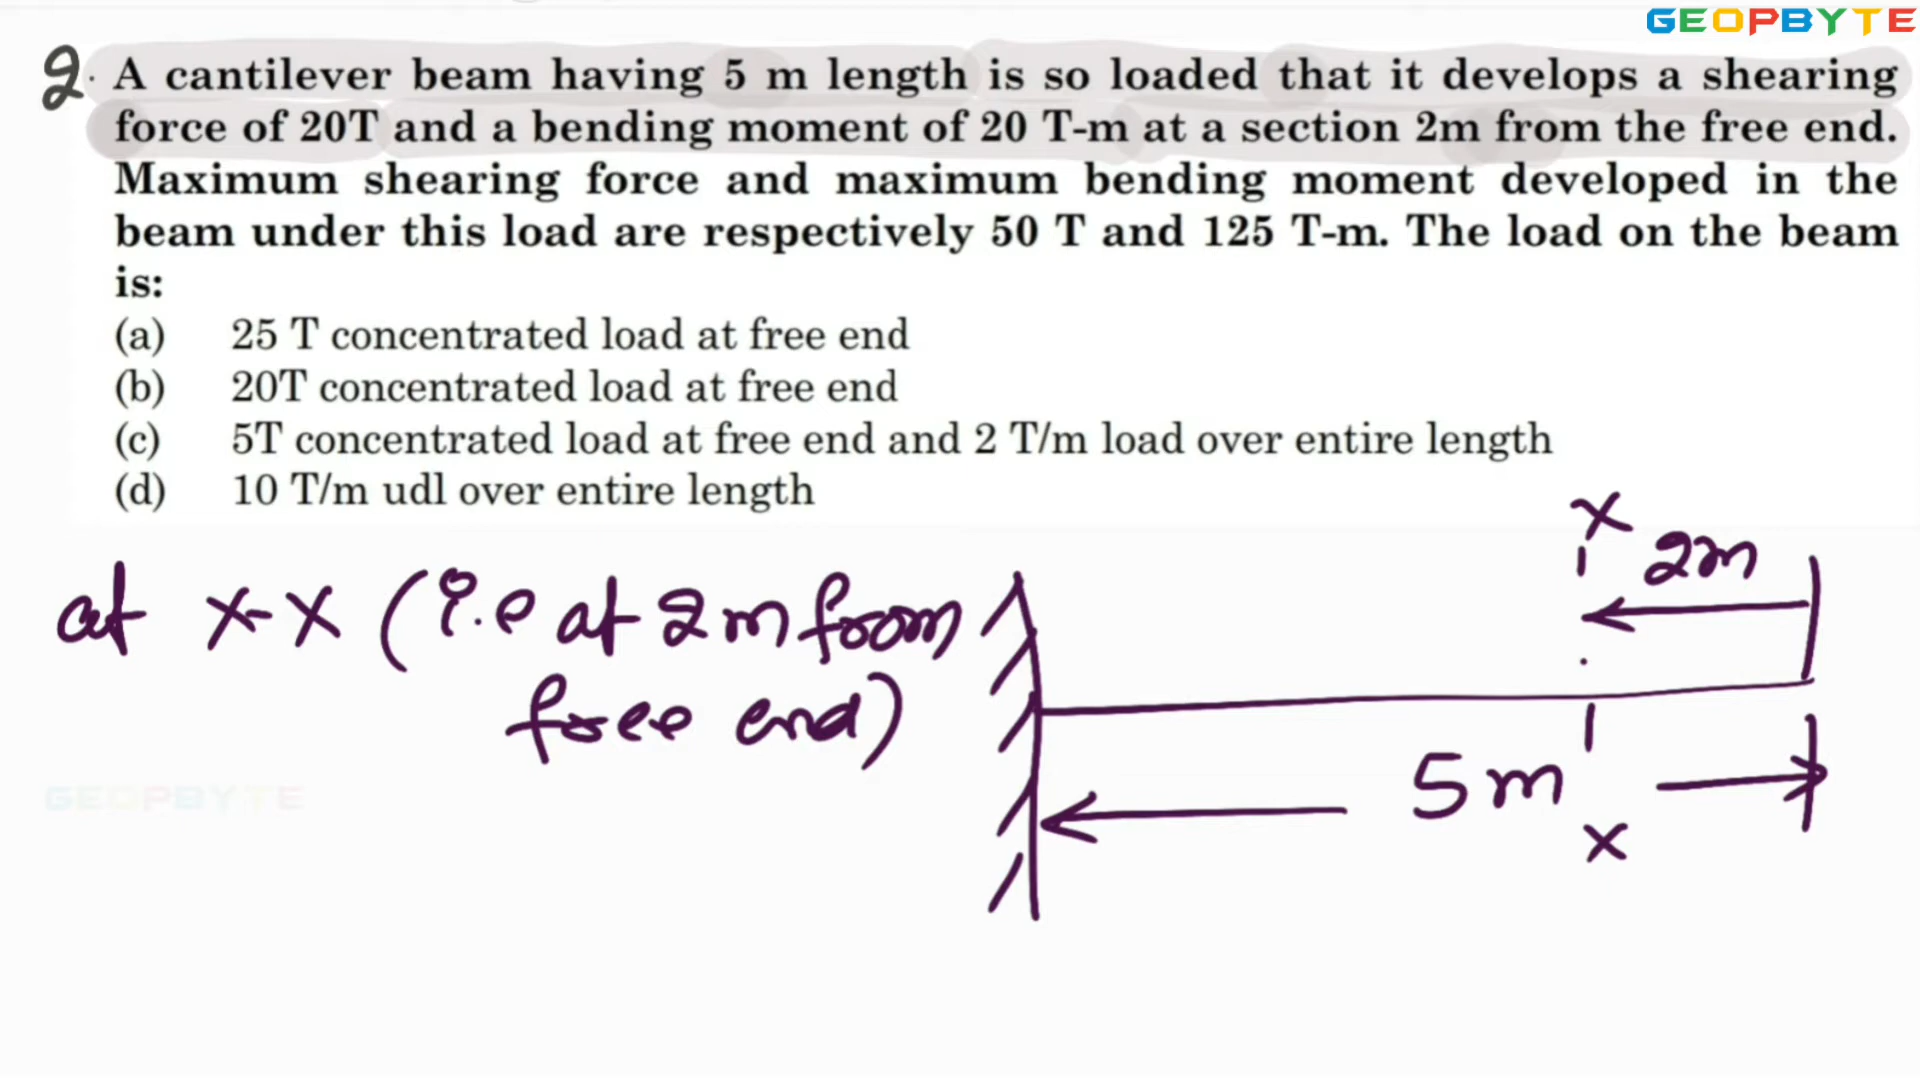 GEOPBYTE
2. A cantilever beam having 5 m length is so loaded that it develops a shearing
force of 20T and a bending moment of 20 T-m at a section 2m from the free end.
Maximum shearing force and maximum bending moment developed in the
beam under this load are respectively 50 T and 125 T-m. The load on the beam
is:
(a) 25 T concentrated load at free end
(b) 20T concentrated load at free end
(c) 5T concentrated load at free end and 2 T/m load over entire length
(d) 10 T/m udl over entire length
x
2m
at x-x (i.e at 2m from
free end)
5m
x
GEOPBYTE